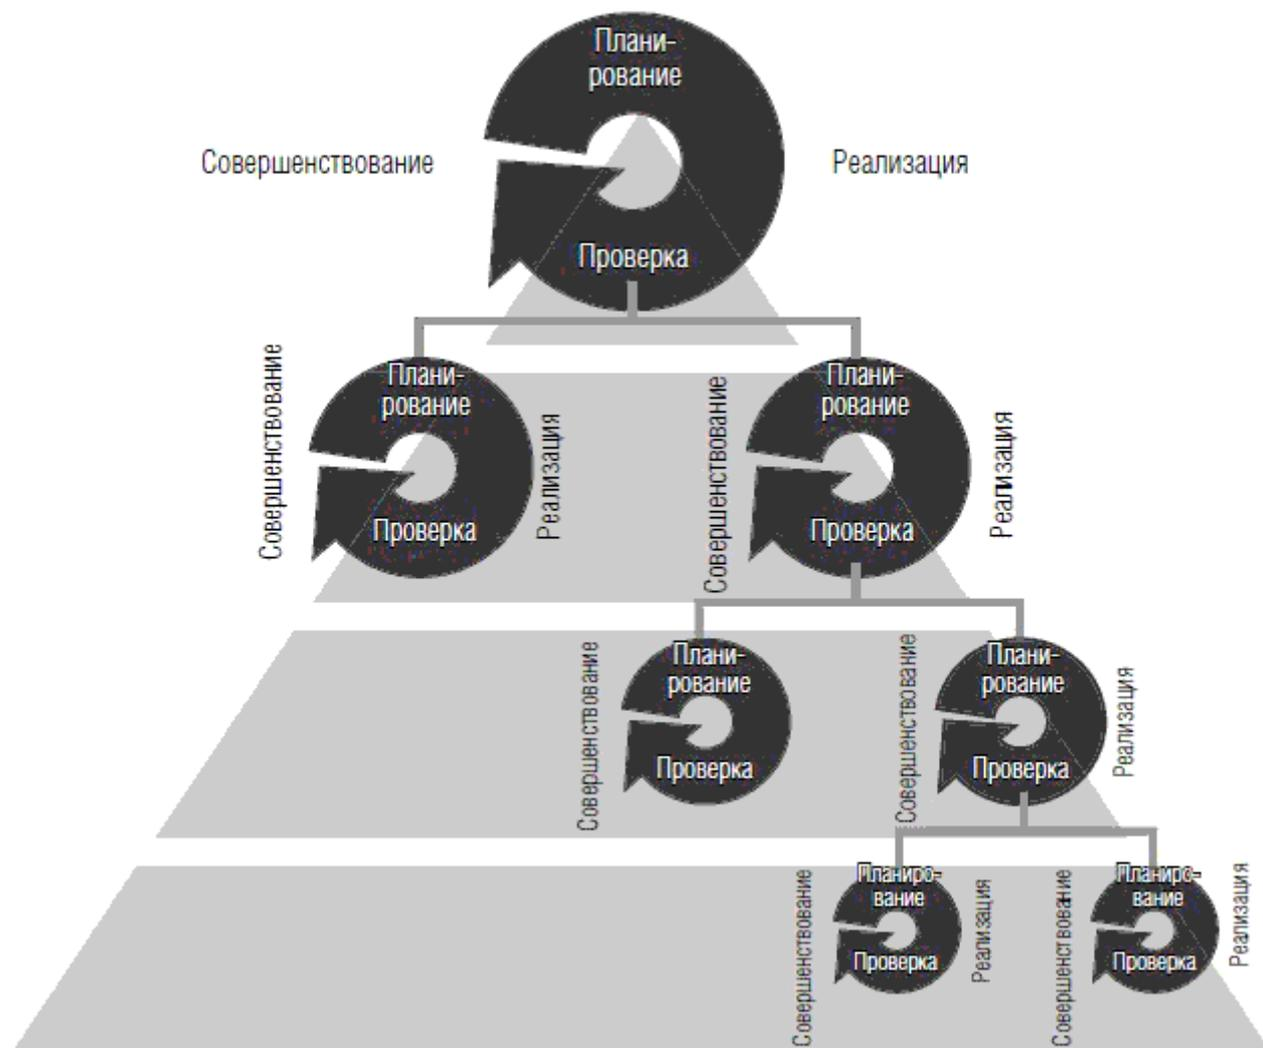 Плани-
рование
Совершенствование
Реализация
Проверка
Совершенствование
Плани-
рование
Реализация
Проверка
Совершенствование
Плани-
рование
Реализация
Проверка
Совершенствование
Плани-
рование
Проверка
Совершенствование
Плани-
рование
Реализация
Проверка
Совершенствование
Планиро-
вание
Реализация
Проверка
Совершенствование
Планиро-
вание
Реализация
Проверка